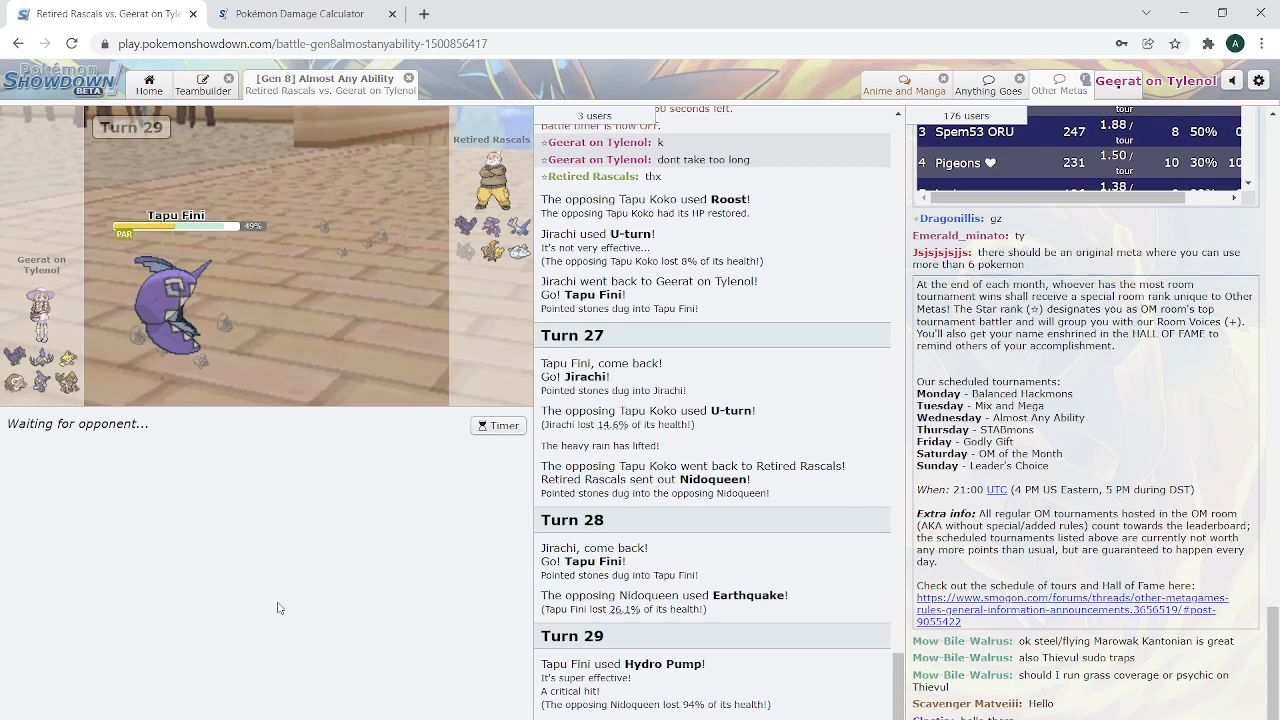 Retired Rascals vs. Geerat on Tyle
Pokémon Damage Calculator
play.pokemonshowdown.com/battle-gen8almostanyability-1500856417
A
Pokémon
SHOWDOWN
BETA
Home
Teambuilder
[Gen 8] Almost Any Ability
Retired Rascals vs. Geerat on Tylenol
Anime and Manga
Anything Goes
Other Metas
Geerat on Tylenol
Turn 29
Retired Rascals
Tapu Fini
49%
PAR
Geerat on
Tylenol
Waiting for opponent...
Timer
3 users
60 seconds left.
Battle timer is now OFF.
☆Geerat on Tylenol: k
☆Geerat on Tylenol: dont take too long
☆Retired Rascals: thx
The opposing Tapu Koko used Roost!
The opposing Tapu Koko had its HP restored.
Jirachi used U-turn!
It's not very effective...
(The opposing Tapu Koko lost 8% of its health!)
Jirachi went back to Geerat on Tylenol!
Go! Tapu Fini!
Pointed stones dug into Tapu Fini!
Turn 27
Tapu Fini, come back!
Go! Jirachi!
Pointed stones dug into Jirachi!
The opposing Tapu Koko used U-turn!
(Jirachi lost 14.6% of its health!)
The heavy rain has lifted!
The opposing Tapu Koko went back to Retired Rascals!
Retired Rascals sent out Nidoqueen!
Pointed stones dug into the opposing Nidoqueen!
Turn 28
Jirachi, come back!
Go! Tapu Fini!
Pointed stones dug into Tapu Fini!
The opposing Nidoqueen used Earthquake!
(Tapu Fini lost 26.1% of its health!)
Turn 29
Tapu Fini used Hydro Pump!
It's super effective!
A critical hit!
(The opposing Nidoqueen lost 94% of its health!)
176 users
tour
3 Spam53 ORU 247 1.88 / tour 8 50%
4 Pigeons ♥ 231 1.50 / tour 10 30%
1.38
+Dragonillis: gz
Emerald_minato: ty
Jsjsjsjsjjs: there should be an original meta where you can use
more than 6 pokemon
At the end of each month, whoever has the most room
tournament wins shall receive a special room rank unique to Other
Metas! The Star rank (☆) designates you as OM room's top
tournament battler and will group you with our Room Voices (+).
You'll also get your name enshrined in the HALL OF FAME to
remind others of your accomplishment.
Our scheduled tournaments:
Monday - Balanced Hackmons
Tuesday - Mix and Mega
Wednesday - Almost Any Ability
Thursday - STABmons
Friday - Godly Gift
Saturday - OM of the Month
Sunday - Leader's Choice
When: 21:00 UTC (4 PM US Eastern, 5 PM during DST)
Extra info: All regular OM tournaments hosted in the OM room
(AKA without special/added rules) count towards the leaderboard;
the scheduled tournaments listed above are currently not worth
any more points than usual, but are guaranteed to happen every
day.
Check out the schedule of tours and Hall of Fame here:
https://www.smogon.com/forums/threads/other-metagames-
rules-general-information-announcements.3656519/#post-
9055422
Mow-Bile-Walrus: ok steel/flying Marowak Kantonian is great
Mow-Bile-Walrus: also Thievul sudo traps
Mow-Bile-Walrus: should I run grass coverage or psychic on
Thievul
Scavenger Matveiii: Hello
hello there